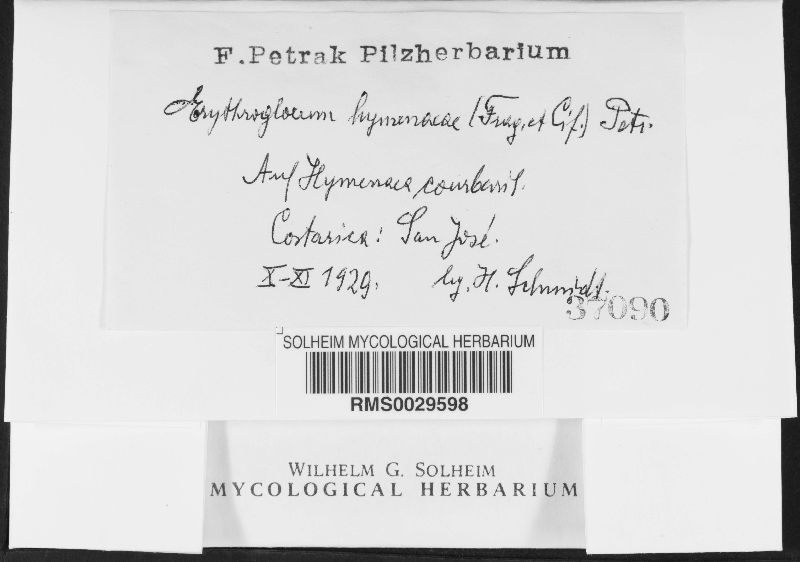 F. Petrak Pilzherbarium
Erythrogloeum hymenaeae (Frag. et Cif.) Petr.
Auf Hymenaea courbaril.
Costarica: San José.
X-XI 1929. leg. H. Schmidt.
37090
SOLHEIM MYCOLOGICAL HERBARIUM
RMS0029598
WILHELM G. SOLHEIM
MYCOLOGICAL HERBARIUM